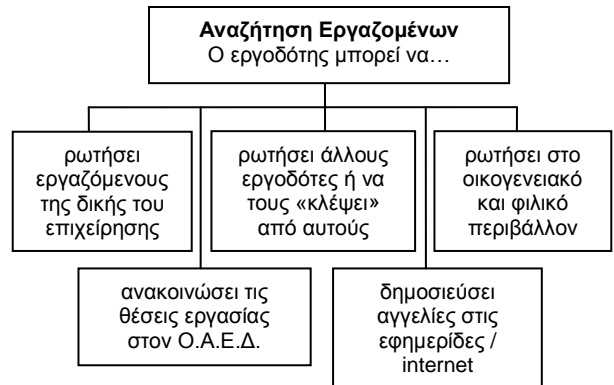 Αναζήτηση Εργαζομένων
Ο εργοδότης μπορεί να…
ρωτήσει
εργαζόμενους
της δικής του
επιχείρησης
ρωτήσει άλλους
εργοδότες ή να
τους «κλέψει»
από αυτούς
ρωτήσει στο
οικογενειακό
και φιλικό
περιβάλλον
ανακοινώσει τις
θέσεις εργασίας
στον Ο.Α.Ε.Δ.
δημοσιεύσει
αγγελίες στις
εφημερίδες /
internet